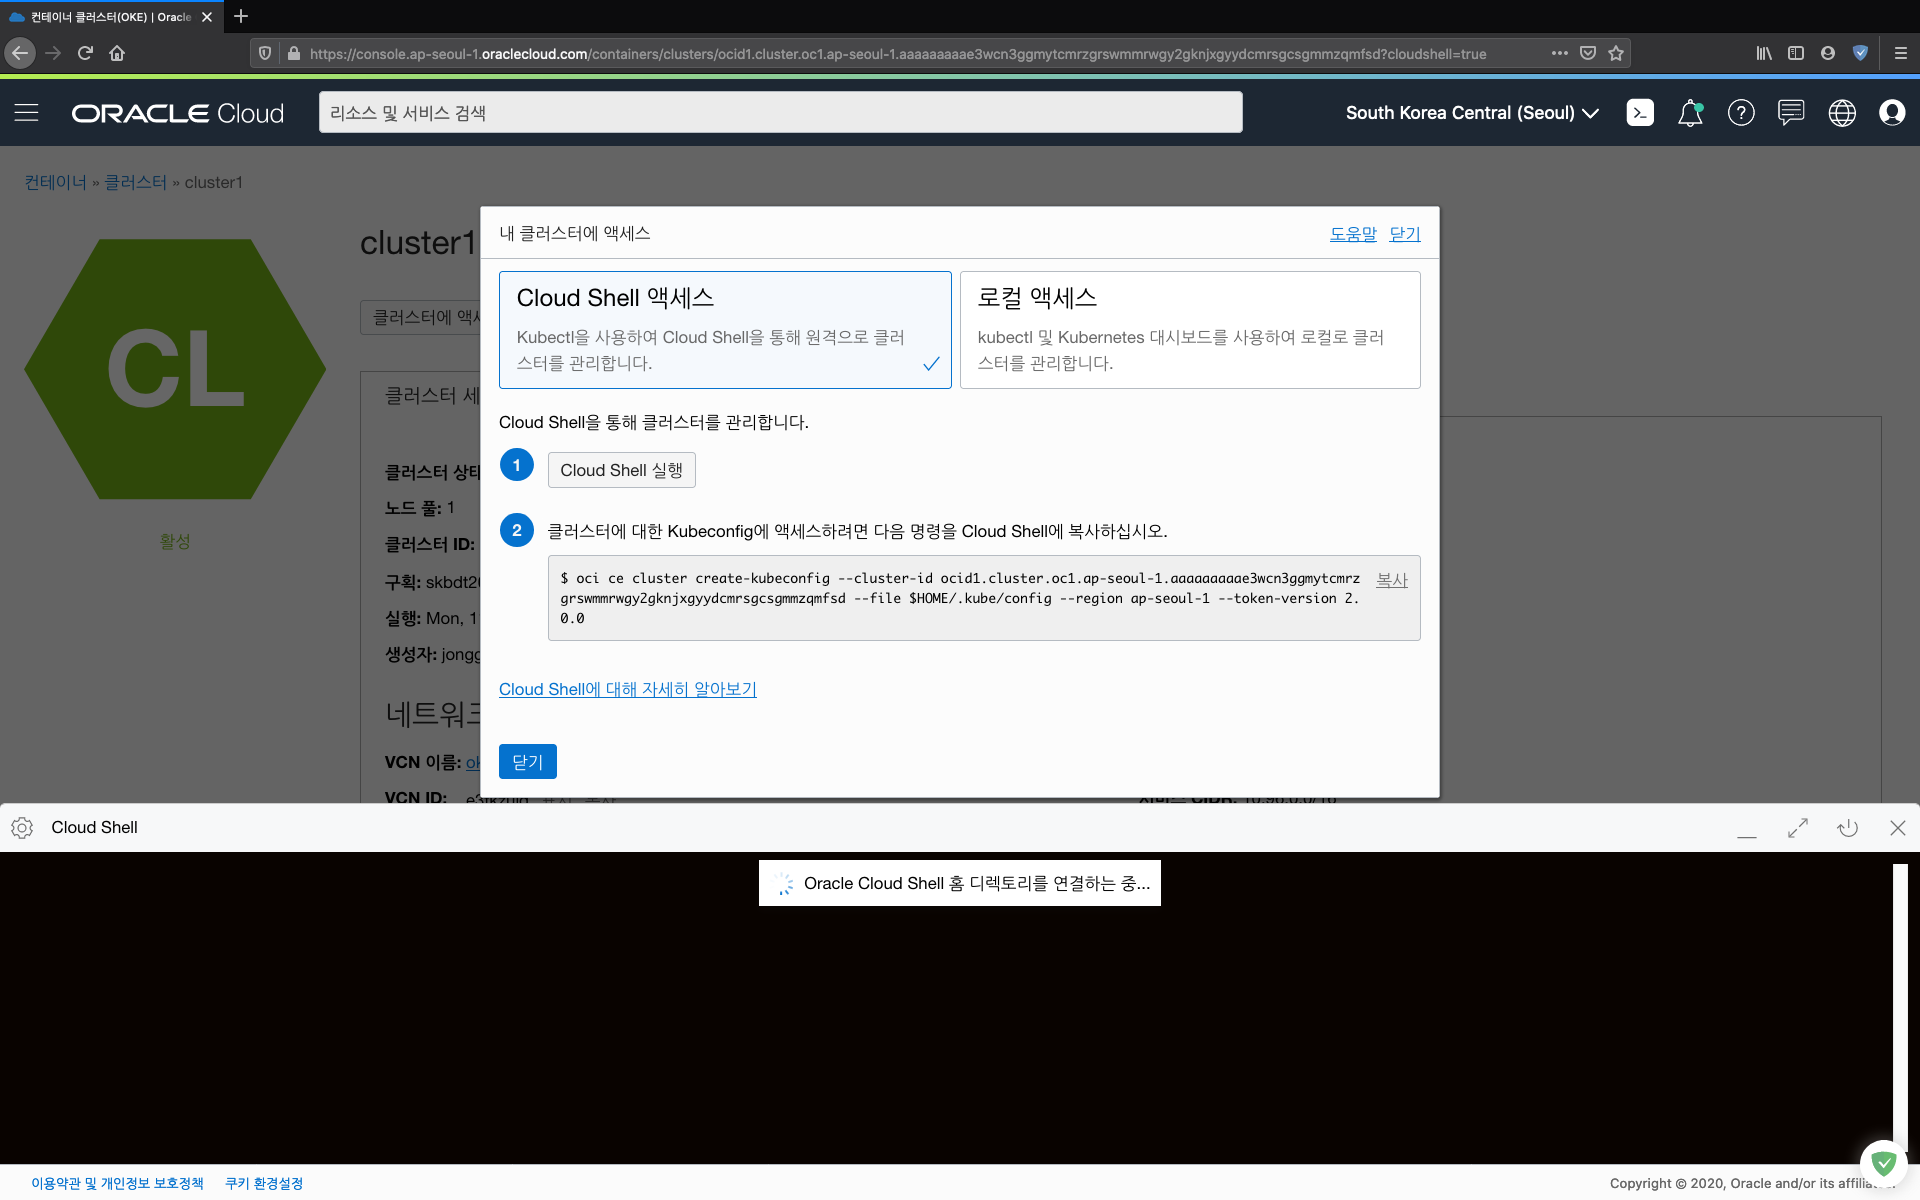 컨테이너 클러스터(OKE) | Oracle
https://console.ap-seoul-1.oraclecloud.com/containers/clusters/ocid1.cluster.oc1.ap-seoul-1.aaaaaaaaae3wcn3ggmytcmrzgrswmmrwgy2gknjxgyydcmrsgcsgmmzqmfsd?cloudshell=true
ORACLE Cloud
리소스 및 서비스 검색
South Korea Central (Seoul)
컨테이너 » 클러스터 » cluster1
cluster1
CL
활성
클러스터에
클러스터
클러스터
노드 풀: 1
클러스터 ID:
구획:
실행: Mon,
생성자:
VCN 이름:
VCN ID:
내 클러스터에 액세스
도움말 닫기
Cloud Shell 액세스
Kubectl을 사용하여 Cloud Shell을 통해 원격으로 클러
스터를 관리합니다.
로컬 액세스
kubectl 및 Kubernetes 대시보드를 사용하여 로컬로 클러
스터를 관리합니다.
Cloud Shell을 통해 클러스터를 관리합니다.
1
Cloud Shell 실행
2
클러스터에 대한 Kubeconfig에 액세스하려면 다음 명령을 Cloud Shell에 복사하십시오.
$ oci ce cluster create-kubeconfig --cluster-id ocid1.cluster.oc1.ap-seoul-1.aaaaaaaaae3wcn3ggmytcmrz
grswmmrwgy2gknjxgyydcmrsgcsgmmzqmfsd --file $HOME/.kube/config --region ap-seoul-1 --token-version 2.
0.0
복사
Cloud Shell에 대해 자세히 알아보기
닫기
Cloud Shell
Oracle Cloud Shell 홈 디렉토리를 연결하는 중...
이용약관 및 개인정보 보호정책
쿠키 환경설정
Copyright © 2020, Oracle and/or its